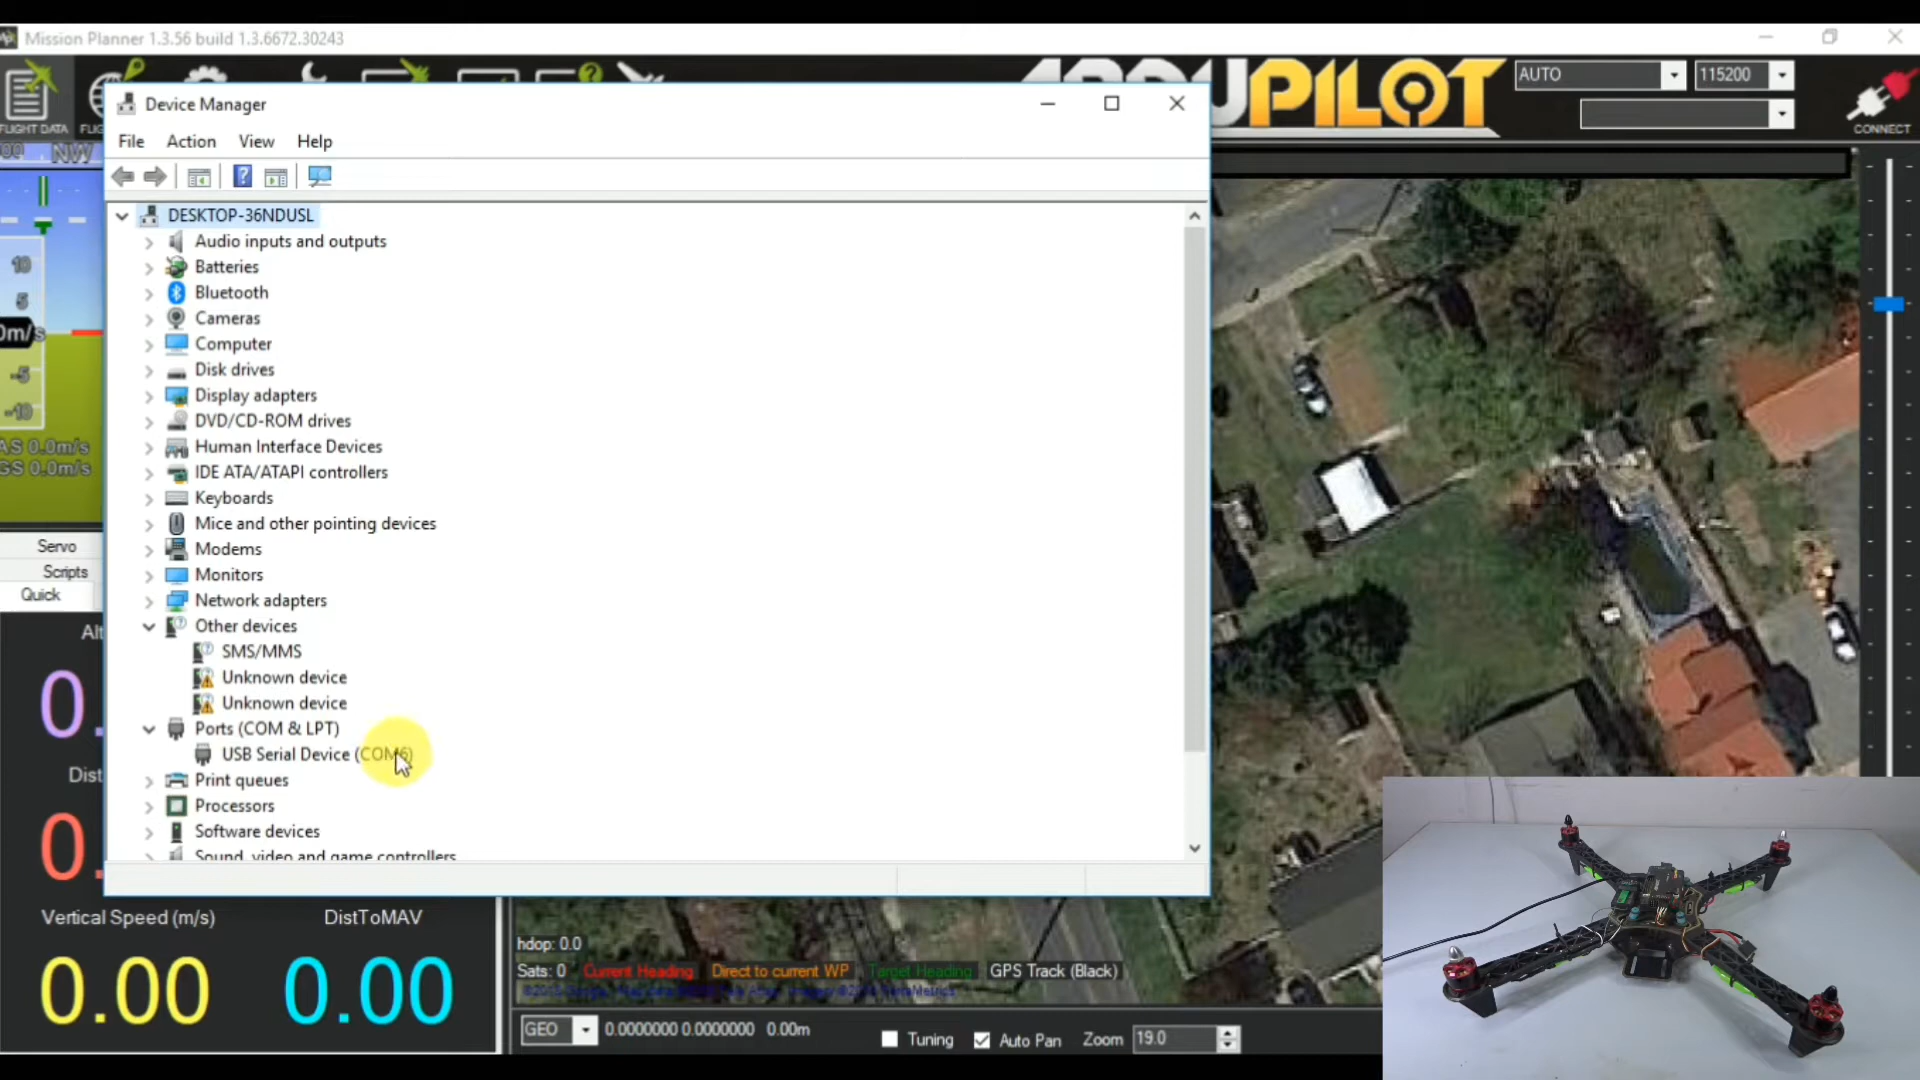 Mission Planner 1.3.56 build 1.3.6672.30243
FLIGHT DATA
ARDUPILOT
AUTO
115200
CONNECT
Device Manager
File Action View Help
DESKTOP-36NDUSL
Audio inputs and outputs
Batteries
Bluetooth
Cameras
Computer
Disk drives
Display adapters
DVD/CD-ROM drives
Human Interface Devices
IDE ATA/ATAPI controllers
Keyboards
Mice and other pointing devices
Modems
Monitors
Network adapters
Other devices
SMS/MMS
Unknown device
Unknown device
Ports (COM & LPT)
USB Serial Device (COM6)
Print queues
Processors
Software devices
Sound, video and game controllers
NW
10
5
0m/s
-5
-10
AS 0.0m/s
GS 0.0m/s
Servo
Scripts
Quick
Alt
0.
Dist
0.
Vertical Speed (m/s) DistToMAV
0.00 0.00
hdop: 0.0
Sats: 0 Current Heading Direct to current WP Target Heading GPS Track (Black)
GEO 0.0000000 0.0000000 0.00m Tuning Auto Pan Zoom 19.0